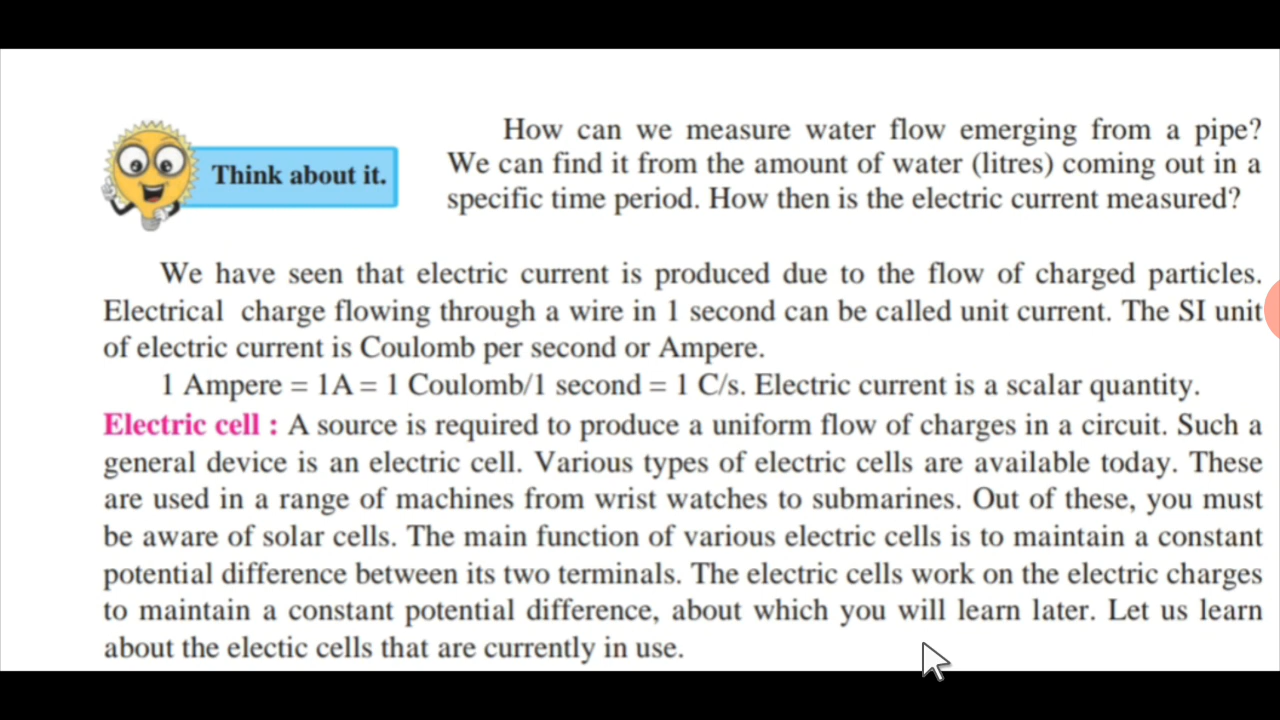 How can we measure water flow emerging from a pipe?
Think about it.
We can find it from the amount of water (litres) coming out in a
specific time period. How then is the electric current measured?
We have seen that electric current is produced due to the flow of charged particles.
Electrical charge flowing through a wire in 1 second can be called unit current. The SI unit
of electric current is Coulomb per second or Ampere.
1 Ampere = 1A = 1 Coulomb/1 second = 1 C/s. Electric current is a scalar quantity.
Electric cell : A source is required to produce a uniform flow of charges in a circuit. Such a
general device is an electric cell. Various types of electric cells are available today. These
are used in a range of machines from wrist watches to submarines. Out of these, you must
be aware of solar cells. The main function of various electric cells is to maintain a constant
potential difference between its two terminals. The electric cells work on the electric charges
to maintain a constant potential difference, about which you will learn later. Let us learn
about the electic cells that are currently in use.